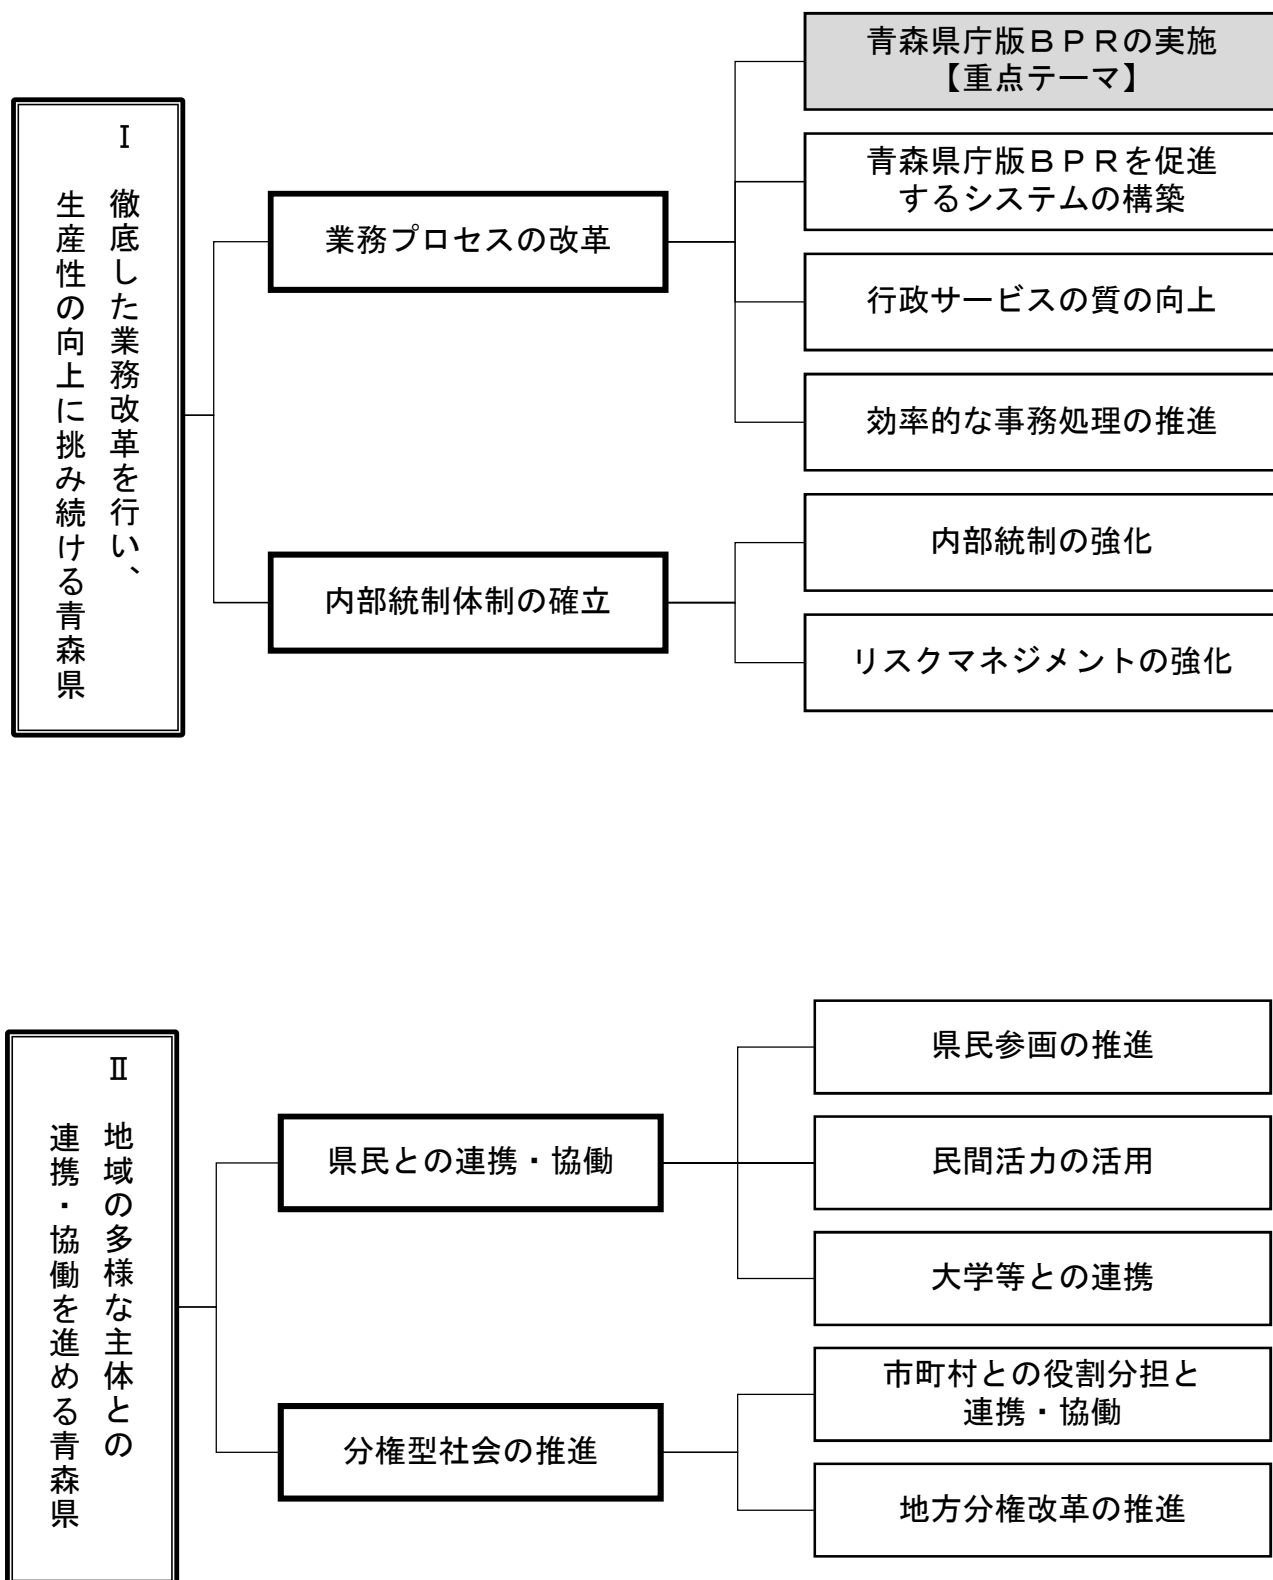 Ⅰ　徹底した業務改革を行い、
生産性の向上に挑み続ける青森県
業務プロセスの改革
青森県庁版ＢＰＲの実施
【重点テーマ】
青森県庁版ＢＰＲを促進
するシステムの構築
行政サービスの質の向上
効率的な事務処理の推進
内部統制体制の確立
内部統制の強化
リスクマネジメントの強化
Ⅱ　地域の多様な主体との
連携・協働を進める青森県
県民との連携・協働
県民参画の推進
民間活力の活用
大学等との連携
分権型社会の推進
市町村との役割分担と
連携・協働
地方分権改革の推進